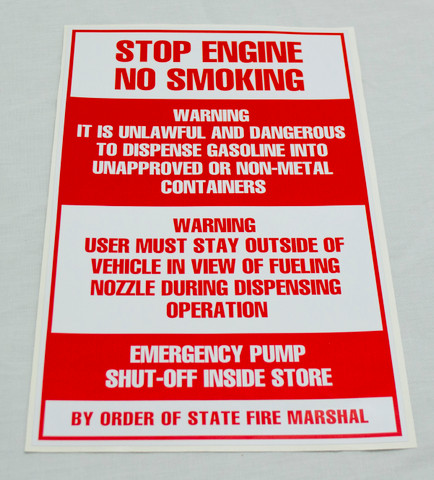 STOP ENGINE
NO SMOKING
WARNING
IT IS UNLAWFUL AND DANGEROUS
TO DISPENSE GASOLINE INTO
UNAPPROVED OR NON-METAL
CONTAINERS
WARNING
USER MUST STAY OUTSIDE OF
VEHICLE IN VIEW OF FUELING
NOZZLE DURING DISPENSING
OPERATION
EMERGENCY PUMP
SHUT-OFF INSIDE STORE
BY ORDER OF STATE FIRE MARSHAL